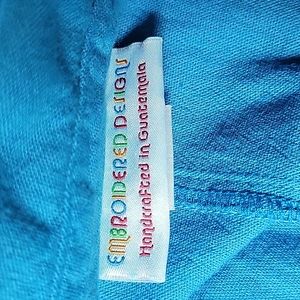 EMBROIDERED DESIGNS
Handcrafted in Guatemala